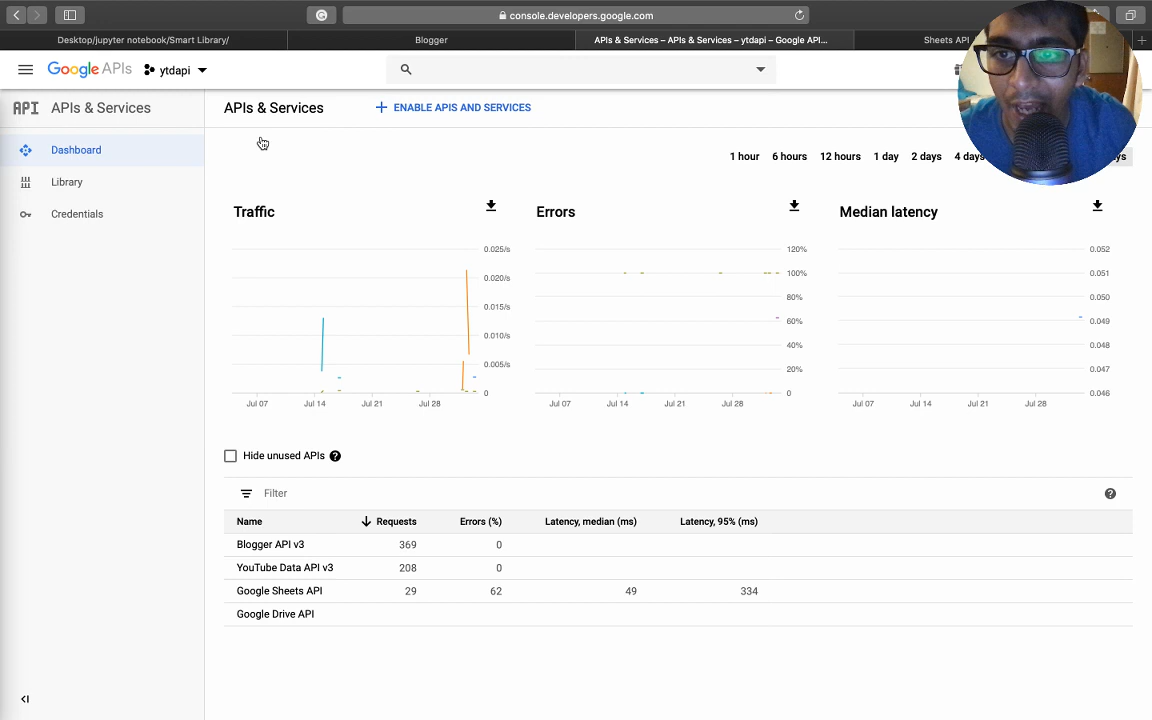 console.developers.google.com
Desktop/jupyter notebook/Smart Library/
Blogger
APIs & Services – APIs & Services – ytdapi – Google API...
Sheets API
Google APIs
ytdapi
API APIs & Services
APIs & Services
ENABLE APIS AND SERVICES
Dashboard
Library
Credentials
1 hour 6 hours 12 hours 1 day 2 days 4 days
Traffic
Errors
Median latency
0.025/s
0.020/s
0.015/s
0.010/s
0.005/s
0
Jul 07 Jul 14 Jul 21 Jul 28
120%
100%
80%
60%
40%
20%
0
Jul 07 Jul 14 Jul 21 Jul 28
0.052
0.051
0.050
0.049
0.048
0.047
0.046
Jul 07 Jul 14 Jul 21 Jul 28
Hide unused APIs
Filter
Name Requests Errors (%) Latency, median (ms) Latency, 95% (ms)
Blogger API v3 369 0
YouTube Data API v3 208 0
Google Sheets API 29 62 49 334
Google Drive API